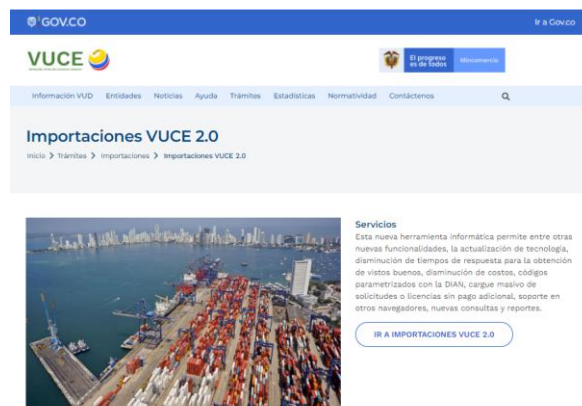 GOV.CO
Ir a Gov.co
VUCE
El progreso
es de todos
Mincomercio
Información VUD Entidades Noticias Ayuda Trámites Estadísticas Normatividad Contáctenos
Importaciones VUCE 2.0
Inicio > Trámites > Importaciones > Importaciones VUCE 2.0
Servicios
Esta nueva herramienta informática permite entre otras
nuevas funcionalidades, la actualización de tecnología,
disminución de tiempos de respuesta para la obtención
de vistos buenos, disminución de costos, códigos
parametrizados con la DIAN, cargue masivo de
solicitudes o licencias sin pago adicional, soporte en
otros navegadores, nuevas consultas y reportes.
IR A IMPORTACIONES VUCE 2.0